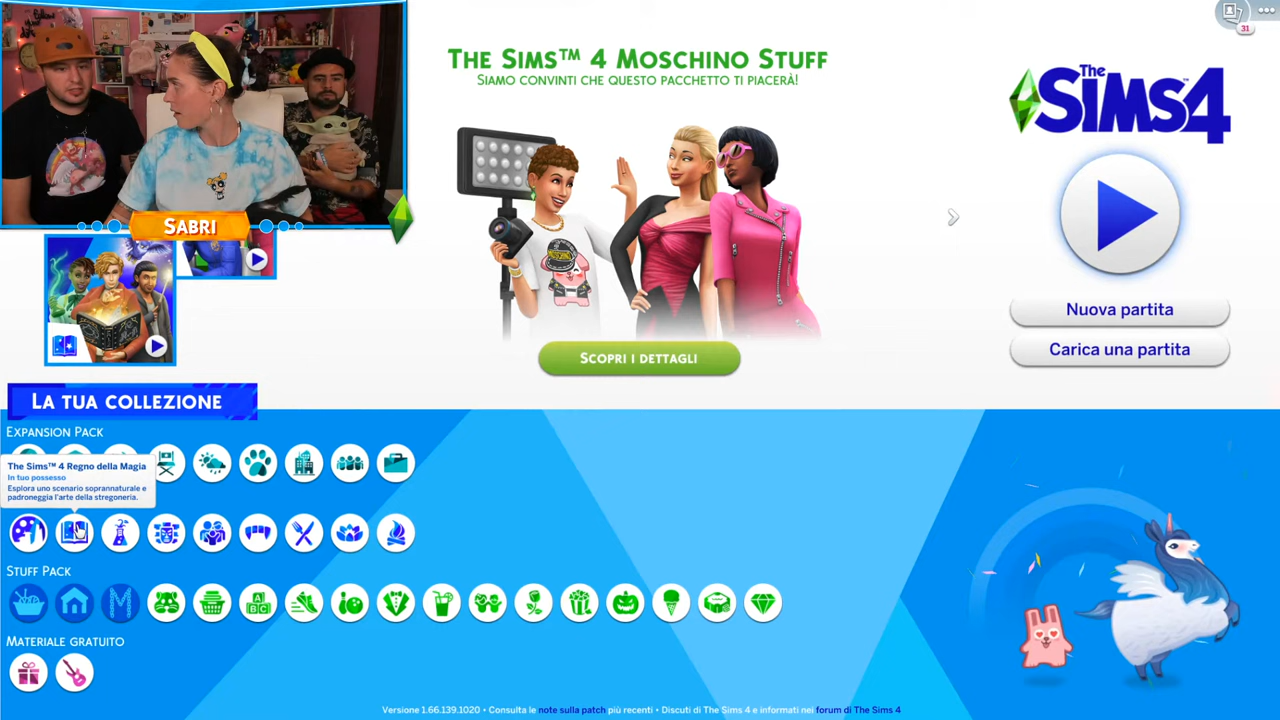 SABRI
THE SIMS™ 4 MOSCHINO STUFF
SIAMO CONVINTI CHE QUESTO PACCHETTO TI PIACERÀ!
MOSCHINO
SCOPRI I DETTAGLI
31
The
SIMS 4
Nuova partita
Carica una partita
LA TUA COLLEZIONE
EXPANSION PACK
The Sims™ 4 Regno della Magia
In tuo possesso
Esplora uno scenario soprannaturale e
padroneggia l'arte della stregoneria.
STUFF PACK
ABC
MATERIALE GRATUITO
Versione 1.66.139.1020 • Consulta le note sulla patch più recenti • Discuti di The Sims 4 e informati nei forum di The Sims 4